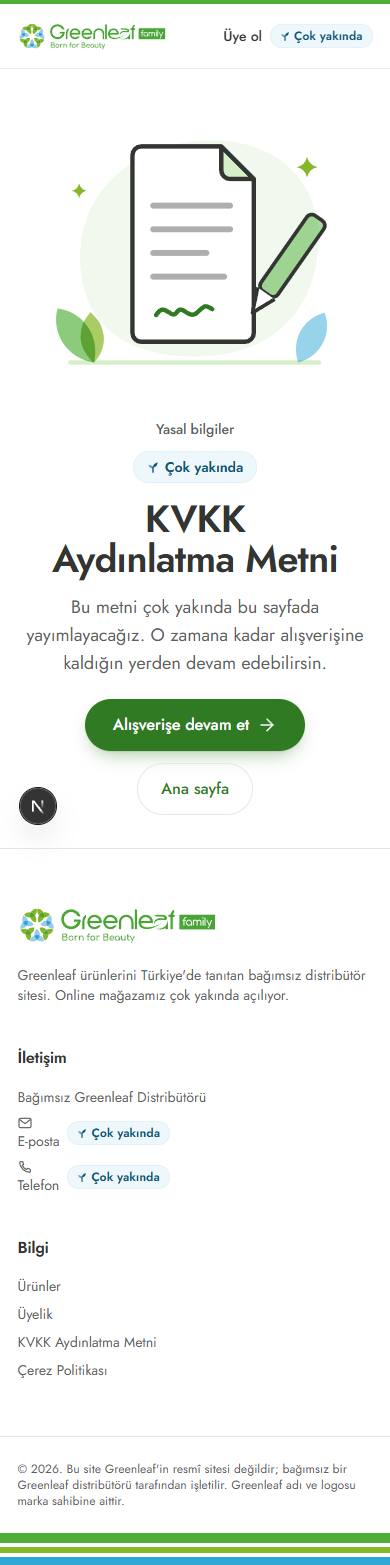 Greenleaf family
Born for Beauty
Üye ol
Çok yakında
Yasal bilgiler
Çok yakında
KVKK
Aydınlatma Metni
Bu metni çok yakında bu sayfada
yayımlayacağız. O zamana kadar alışverişine
kaldığın yerden devam edebilirsin.
Alışverişe devam et
Ana sayfa
N
Greenleaf family
Born for Beauty
Greenleaf ürünlerini Türkiye'de tanıtan bağımsız distribütör
sitesi. Online mağazamız çok yakında açılıyor.
İletişim
Bağımsız Greenleaf Distribütörü
E-posta
Çok yakında
Telefon
Çok yakında
Bilgi
Ürünler
Üyelik
KVKK Aydınlatma Metni
Çerez Politikası
© 2026. Bu site Greenleaf'in resmî sitesi değildir; bağımsız bir
Greenleaf distribütörü tarafından işletilir. Greenleaf adı ve logosu
marka sahibine aittir.